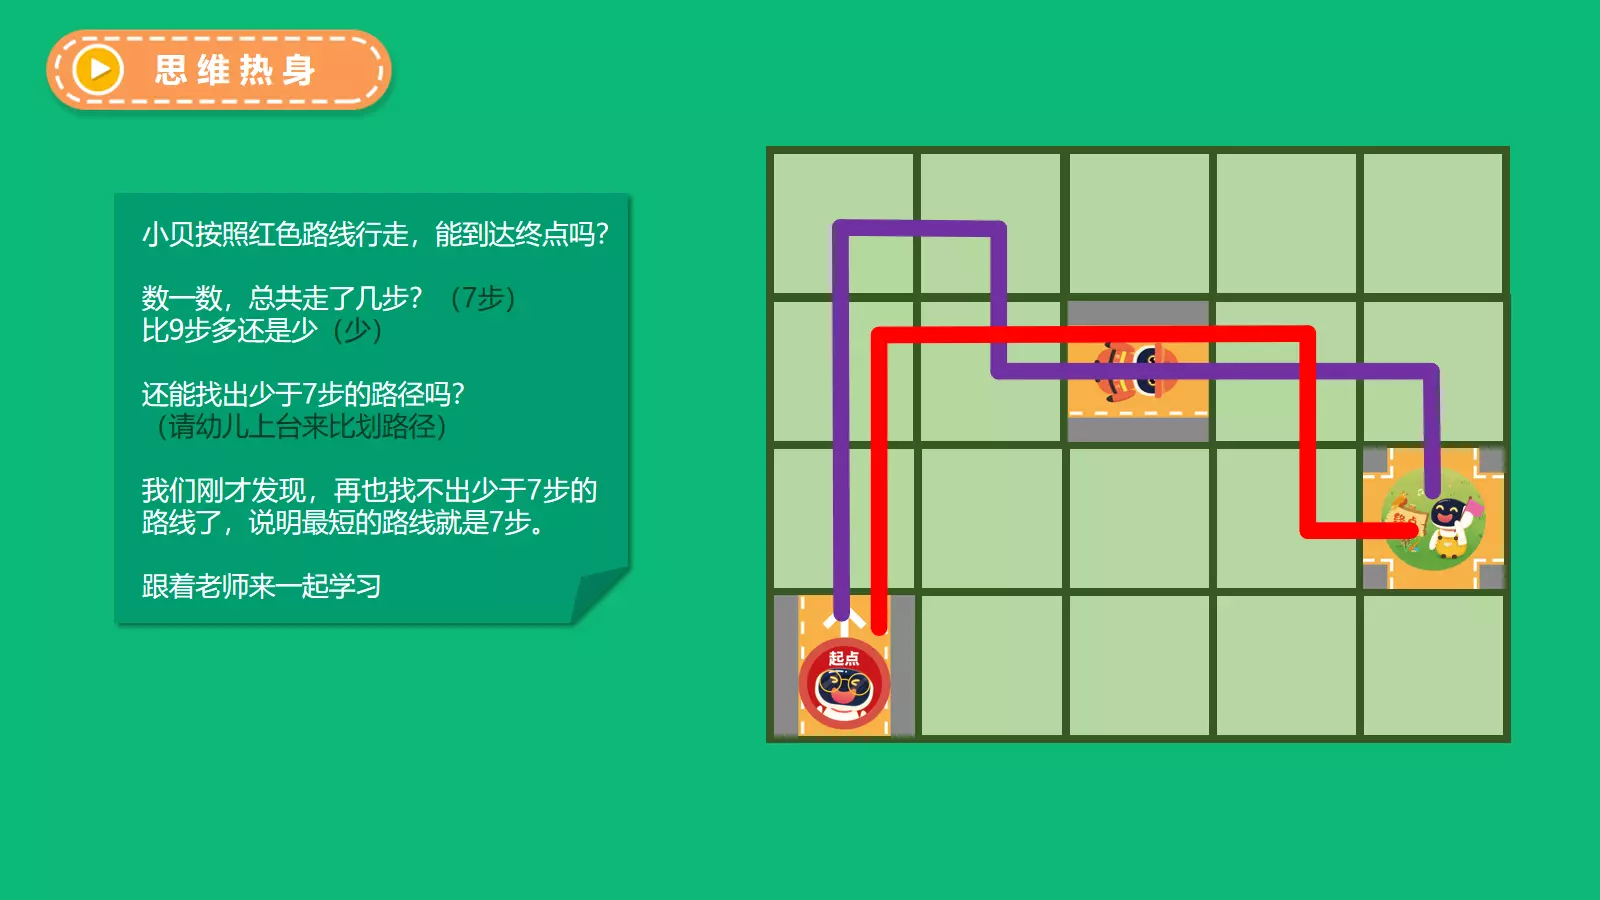 思维热身
小贝按照红色路线行走，能到达终点吗？
数一数，总共走了几步？（7步）
比9步多还是少（少）
还能找出少于7步的路径吗？
（请幼儿上台来比划路径）
我们刚才发现，再也找不出少于7步的
路线了，说明最短的路线就是7步。
跟着老师来一起学习
起点